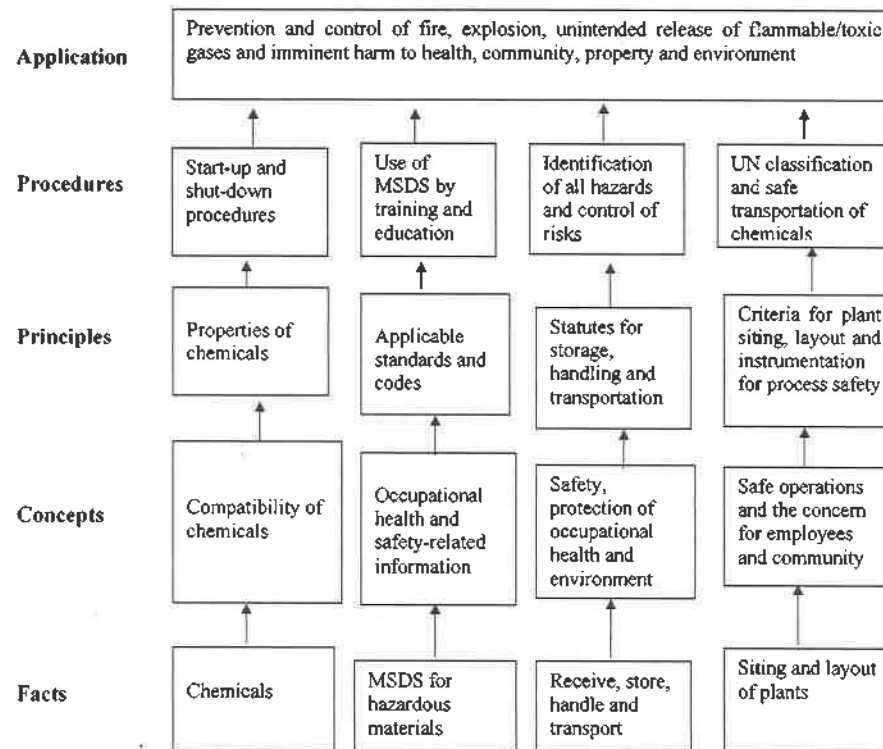 Prevention and control of fire, explosion, unintended release of flammable/toxic
gases and imminent harm to health, community, property and environment
Application
Procedures
Start-up and
shut-down
procedures
Use of
MSDS by
training and
education
Identification
of all hazards
and control of
risks
UN classification
and safe
transportation of
chemicals
Principles
Properties of
chemicals
Applicable
standards and
codes
Statutes for
storage,
handling and
transportation
Criteria for plant
siting, layout and
instrumentation
for process safety
Concepts
Compatibility of
chemicals
Occupational
health and
safety-related
information
Safety,
protection of
occupational
health and
environment
Safe operations
and the concern
for employees
and community
Facts
Chemicals
MSDS for
hazardous
materials
Receive, store,
handle and
transport
Siting and layout
of plants